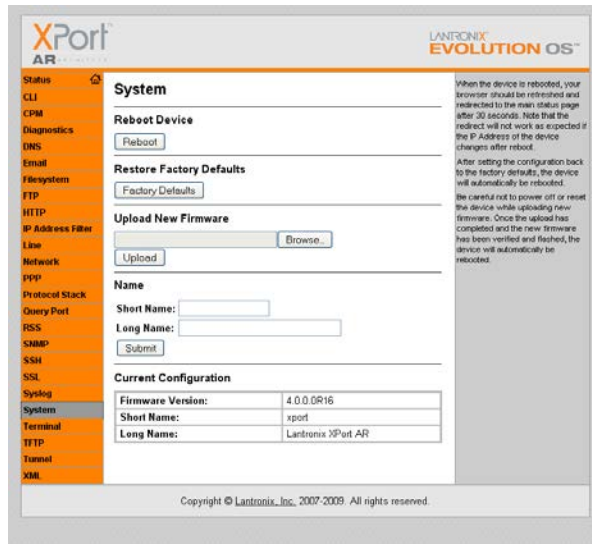 XPort
AR
LANTRONIX
EVOLUTION OS™
Status
CLI
CPM
Diagnostics
DNS
Email
Filesystem
FTP
HTTP
IP Address Filter
Line
Network
PPP
Protocol Stack
Query Port
RSS
SNMP
SSH
SSL
Syslog
System
Terminal
TFTP
Tunnel
XML
System
Reboot Device
Reboot
Restore Factory Defaults
Factory Defaults
Upload New Firmware
Browse..
Upload
Name
Short Name:
Long Name:
Submit
Current Configuration
Firmware Version: 4.0.0.0R16
Short Name: xport
Long Name: Lantronix XPort AR
When the device is rebooted, your
browser should be refreshed and
redirected to the main status page
after 30 seconds. Note that the
redirect will not work as expected if
the IP Address of the device
changes after reboot.
After setting the configuration back
to the factory defaults, the device
will automatically be rebooted.
Be careful not to power off or reset
the device while uploading new
firmware. Once the upload has
completed and the new firmware
has been verified and flashed, the
device will automatically be
rebooted.
Copyright © Lantronix, Inc. 2007-2009. All rights reserved.